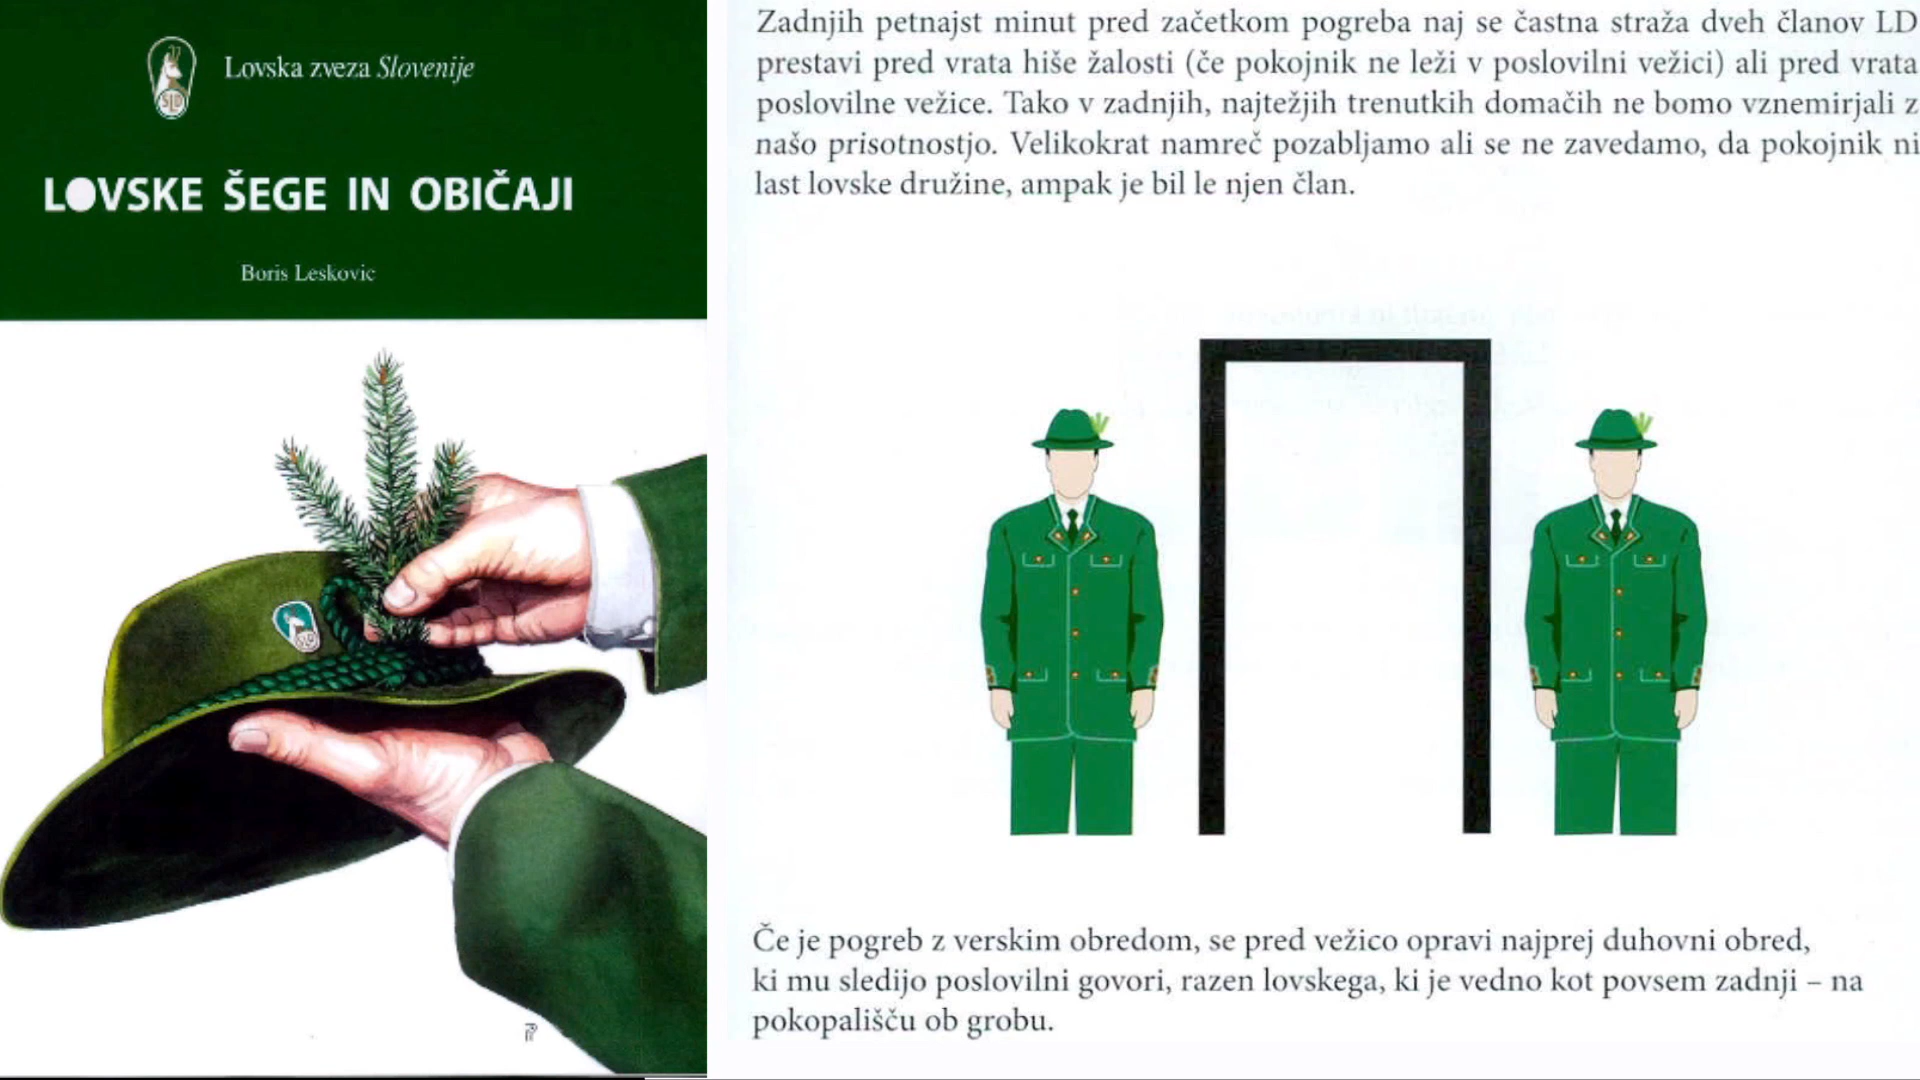 Lovska zveza Slovenije
SLD
LOVSKE ŠEGE IN OBIČAJI
Boris Leskovic
SLD
Zadnjih petnajst minut pred začetkom pogreba naj se častna straža dveh članov LD
prestavi pred vrata hiše žalosti (če pokojnik ne leži v poslovilni vežici) ali pred vrata
poslovilne vežice. Tako v zadnjih, najtežjih trenutkih domačih ne bomo vznemirjali z
našo prisotnostjo. Velikokrat namreč pozabljamo ali se ne zavedamo, da pokojnik ni
last lovske družine, ampak je bil le njen član.
Če je pogreb z verskim obredom, se pred vežico opravi najprej duhovni obred,
ki mu sledijo poslovilni govori, razen lovskega, ki je vedno kot povsem zadnji – na
pokopališču ob grobu.